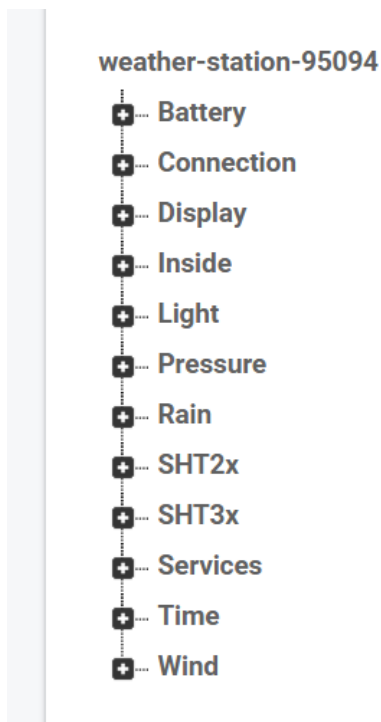 weather-station-95094
Battery
Connection
Display
Inside
Light
Pressure
Rain
SHT2x
SHT3x
Services
Time
Wind